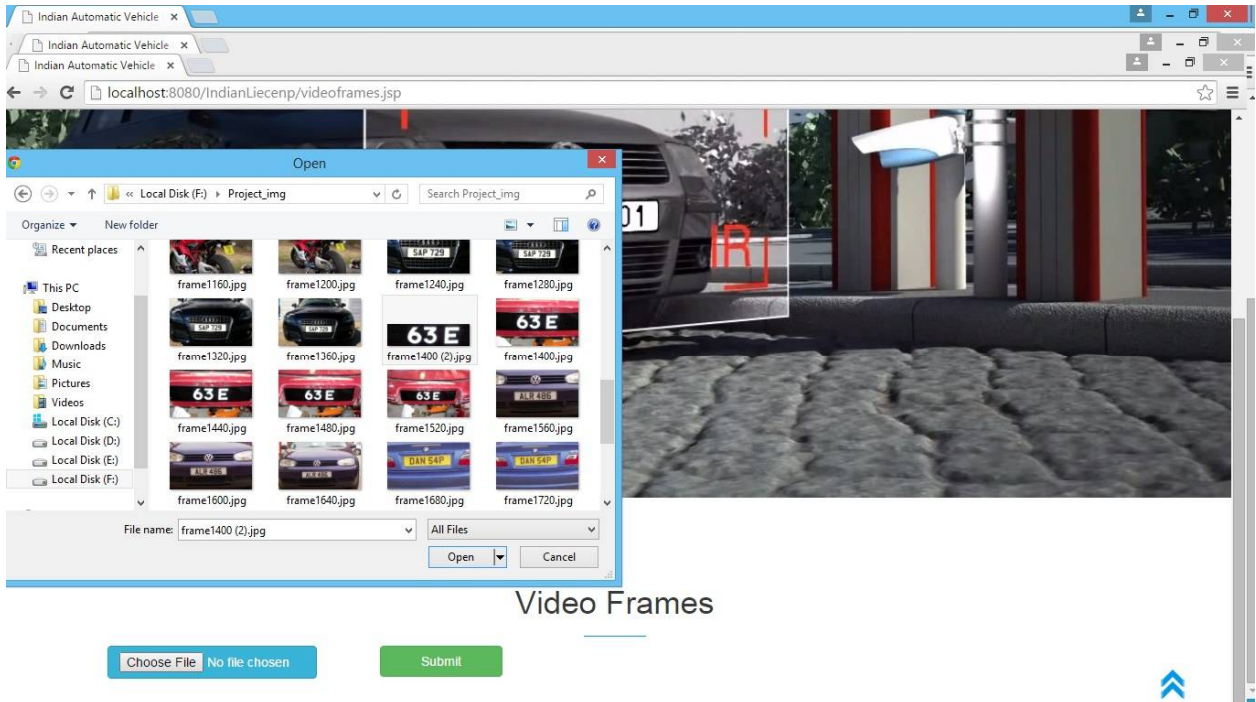 Indian Automatic Vehicle
Indian Automatic Vehicle
Indian Automatic Vehicle
localhost:8080/IndianLiecenp/videoframes.jsp
Open
« Local Disk (F:) Project_img
Search Project_img
Organize New folder
Recent places
This PC
Desktop
Documents
Downloads
Music
Pictures
Videos
Local Disk (C:)
Local Disk (D:)
Local Disk (E:)
Local Disk (F:)
SAP 729 SAP 729
frame1160.jpg frame1200.jpg frame1240.jpg frame1280.jpg
SAP 729 SAP 729 63 E 63 E
frame1320.jpg frame1360.jpg frame1400 (2).jpg frame1400.jpg
63 E 63 E 63 E ALR 486
frame1440.jpg frame1480.jpg frame1520.jpg frame1560.jpg
ALR 486 ALR 486 DAN 54P DAN 54P
frame1600.jpg frame1640.jpg frame1680.jpg frame1720.jpg
File name: frame1400 (2).jpg All Files
Open Cancel
01
IR
Video Frames
Choose File No file chosen Submit